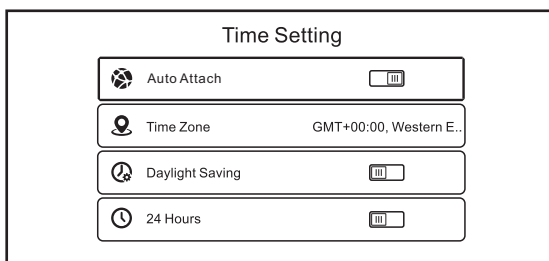 Time Setting
Auto Attach
Time Zone GMT+00:00, Western E..
Daylight Saving
24 Hours